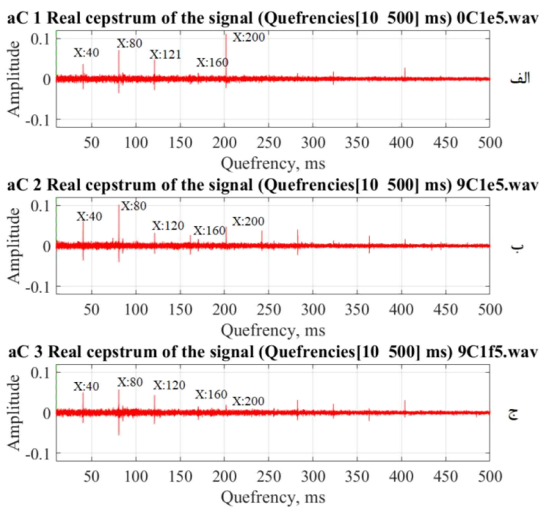 aC 1 Real cepstrum of the signal (Quefrencies[10 500] ms) 0C1e5.wav
0.1
0
-0.1
Amplitude
X:40
X:80
X:121
X:160
X:200
50 100 150 200 250 300 350 400 450 500
Quefrency, ms
الف
aC 2 Real cepstrum of the signal (Quefrencies[10 500] ms) 9C1e5.wav
0.1
0
-0.1
Amplitude
X:40
X:80
X:120
X:160
X:200
50 100 150 200 250 300 350 400 450 500
Quefrency, ms
ب
aC 3 Real cepstrum of the signal (Quefrencies[10 500] ms) 9C1f5.wav
0.1
0
-0.1
Amplitude
X:40
X:80
X:120
X:160
X:200
50 100 150 200 250 300 350 400 450 500
Quefrency, ms
ج